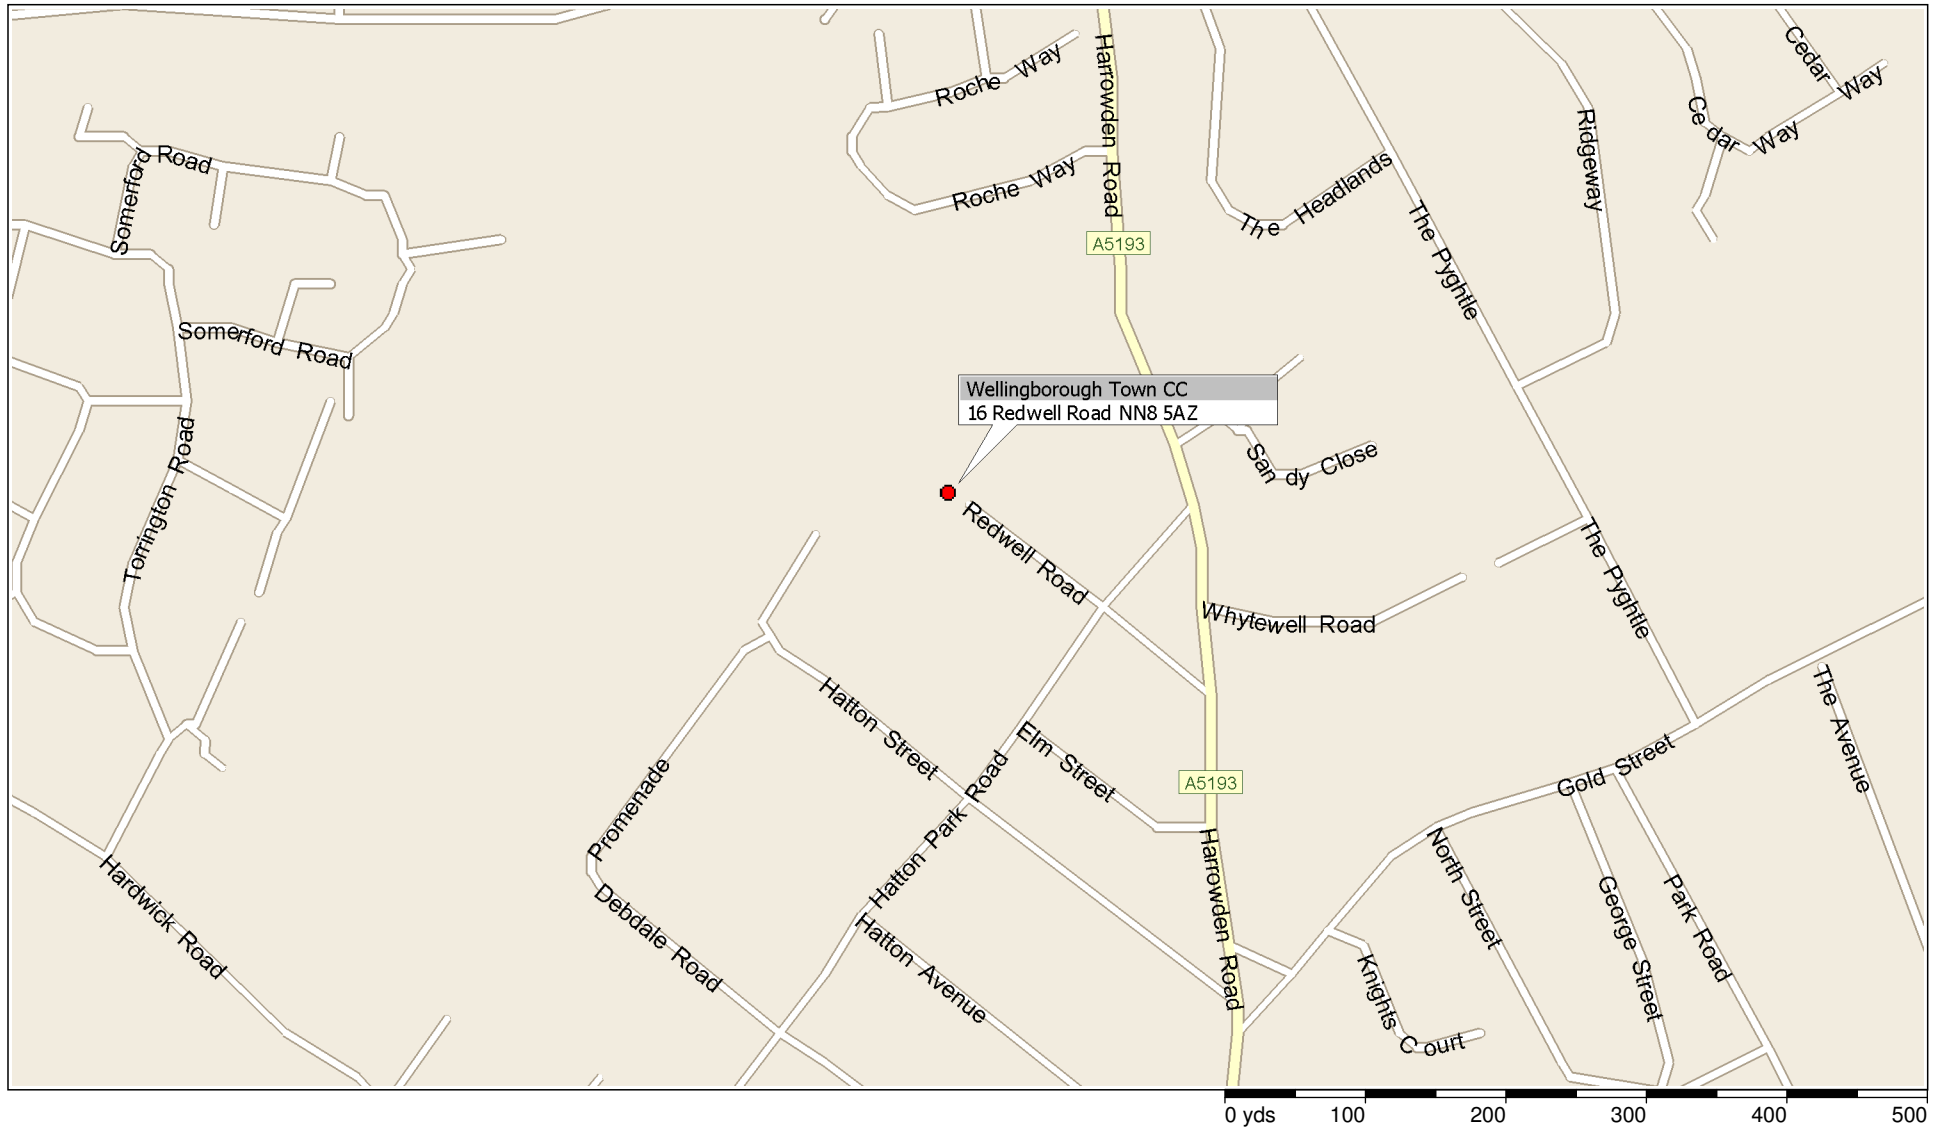 Cedar Way
Roche Way
Harrowden Road
Ridgeway
Cedar Way
Somerford Road
Roche Way
The Headlands
The Pyghtle
A5193
Somerford Road
Wellingborough Town CC
16 Redwell Road NN8 5AZ
Torrington Road
Sandy Close
Redwell Road
The Pyghtle
Whytewell Road
Hatton Street
The Avenue
Elm Street
Gold Street
A5193
Promenade
Hatton Park Road
Harrowden Road
North Street
Hardwick Road
Debdale Road
Hatton Avenue
George Street
Park Road
Knights Court
0 yds 100 200 300 400 500